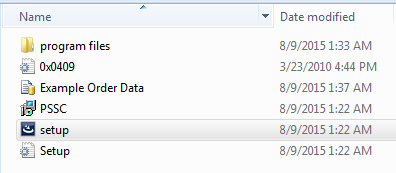 Name Date modified
program files 8/9/2015 1:33 AM
0x0409 3/23/2010 4:44 PM
Example Order Data 8/9/2015 1:37 AM
PSSC 8/9/2015 1:22 AM
setup 8/9/2015 1:22 AM
Setup 8/9/2015 1:22 AM